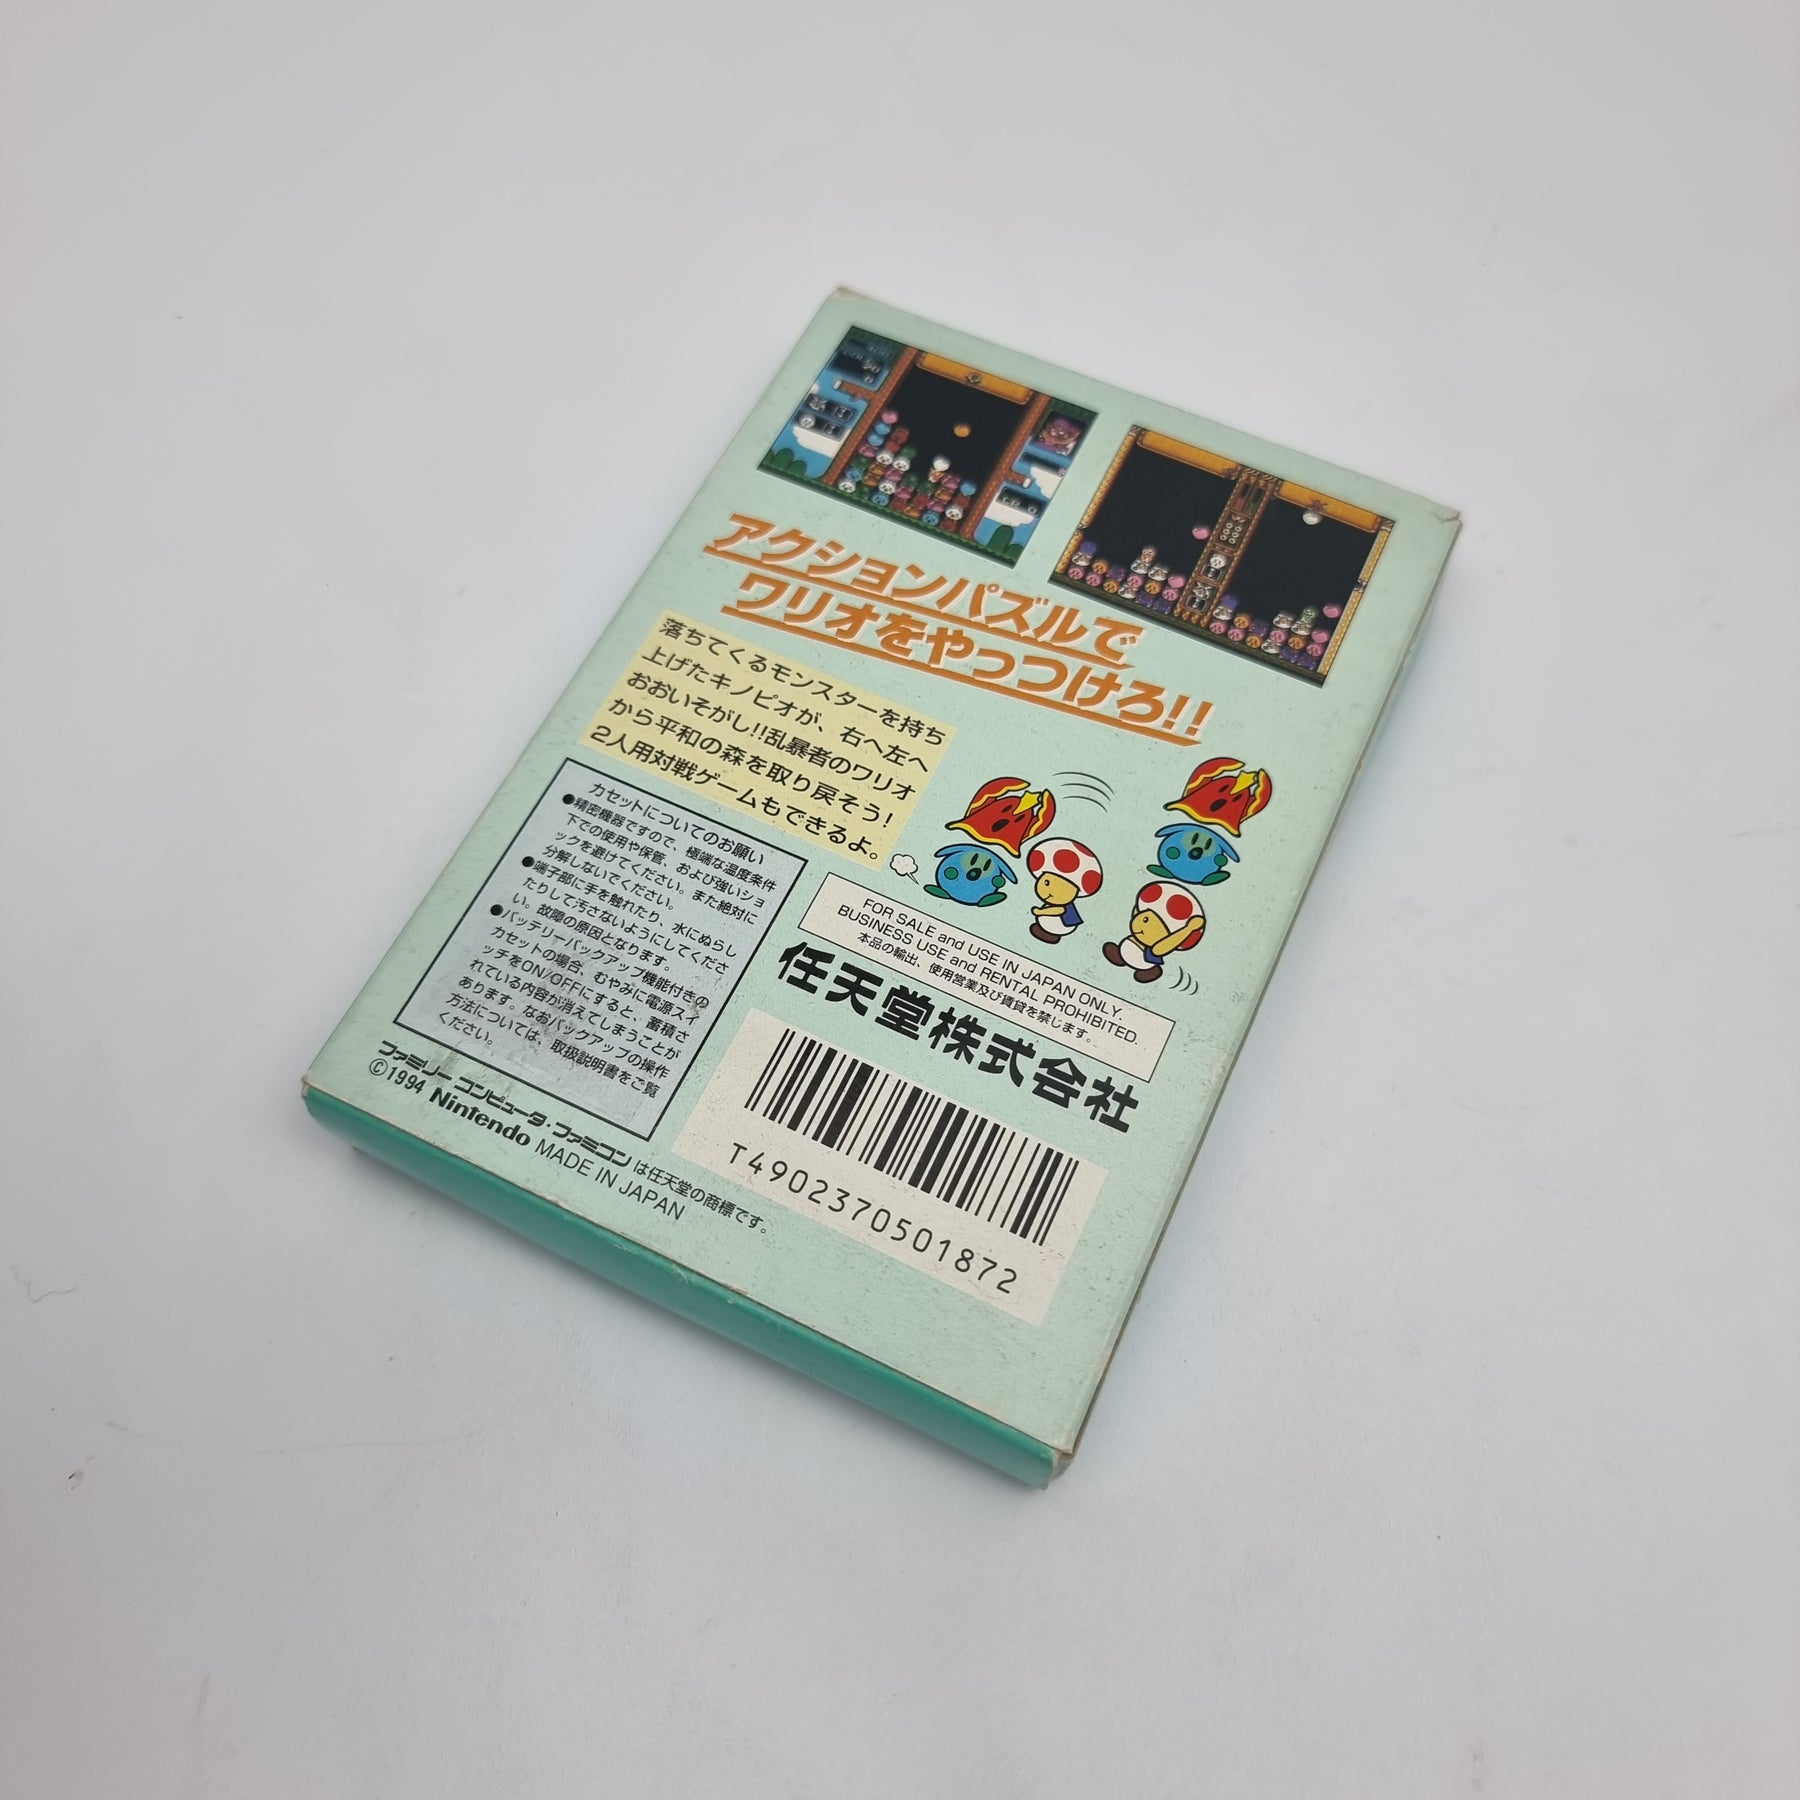 アクションパズルで
ワリオをやっつけろ!!
落ちてくるモンスターを持ち
上げたキノピオが、右へ左へ
おおいそがし!!乱暴者のワリオ
から平和の森を取り戻そう!
2人用対戦ゲームもできるよ。
カセットについてのお願い
●精密機器ですので、極端な温度条件
下での使用や保管、および強いショ
ックを避けてください。また絶対に
分解しないでください。
●端子部に手を触れたり、水にぬらし
たりして汚さないようにしてくださ
い。故障の原因となります。
●バッテリーバックアップ機能付きの
カセットの場合、むやみに電源スイ
ッチをON/OFFにすると、蓄積さ
れている内容が消えてしまうことが
あります。なおバックアップの操作
方法については、取扱説明書をご覧
ください。
FOR SALE and USE IN JAPAN ONLY.
BUSINESS USE and RENTAL PROHIBITED.
本品の輸出、使用営業及び賃貸を禁じます。
任天堂株式会社
T4902370501872
ファミリーコンピュータ・ファミコンは任天堂の商標です。
©1994 Nintendo MADE IN JAPAN